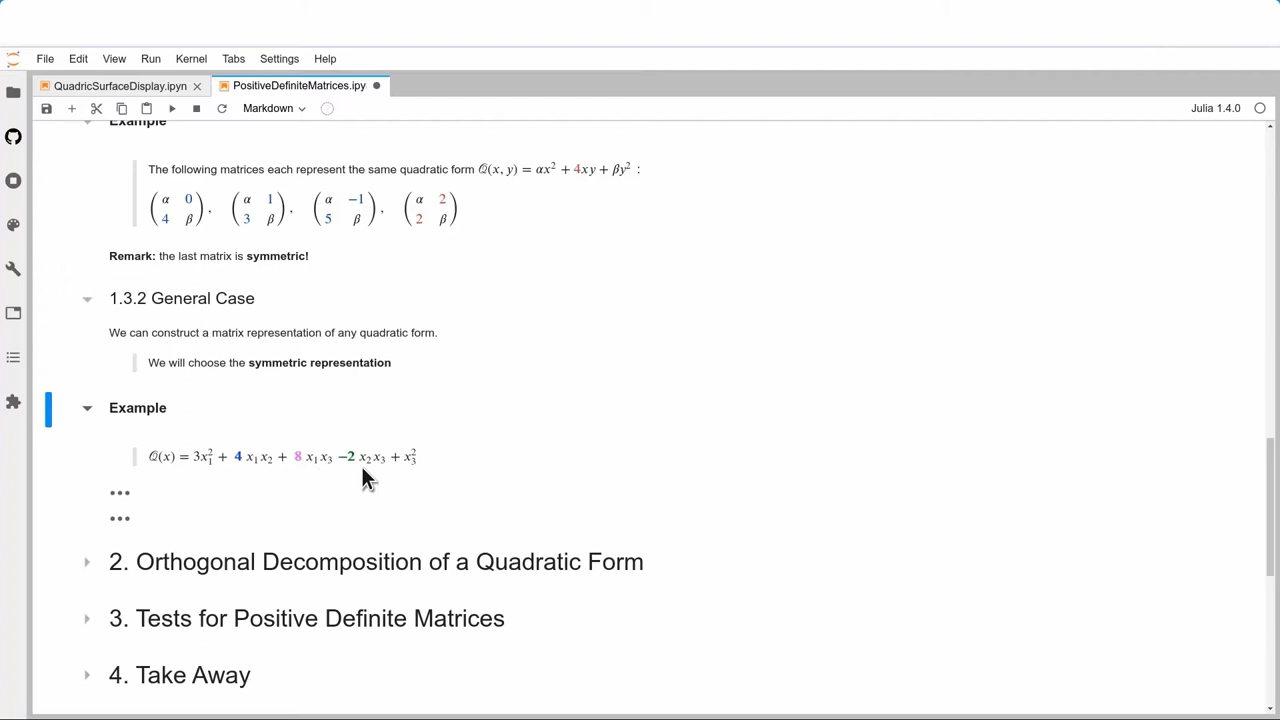 File Edit View Run Kernel Tabs Settings Help
QuadricSurfaceDisplay.ipyn PositiveDefiniteMatrices.ipy
Markdown Julia 1.4.0
Example
The following matrices each represent the same quadratic form 𝒬(x, y) = αx² + 4xy + βy² :
(α 0), (α 1), (α −1), (α 2)
(4 β) (3 β) (5 β) (2 β)
Remark: the last matrix is symmetric!
1.3.2 General Case
We can construct a matrix representation of any quadratic form.
We will choose the symmetric representation
Example
𝒬(x) = 3x₁² + 4 x₁x₂ + 8 x₁x₃ −2 x₂x₃ + x₃²
2. Orthogonal Decomposition of a Quadratic Form
3. Tests for Positive Definite Matrices
4. Take Away